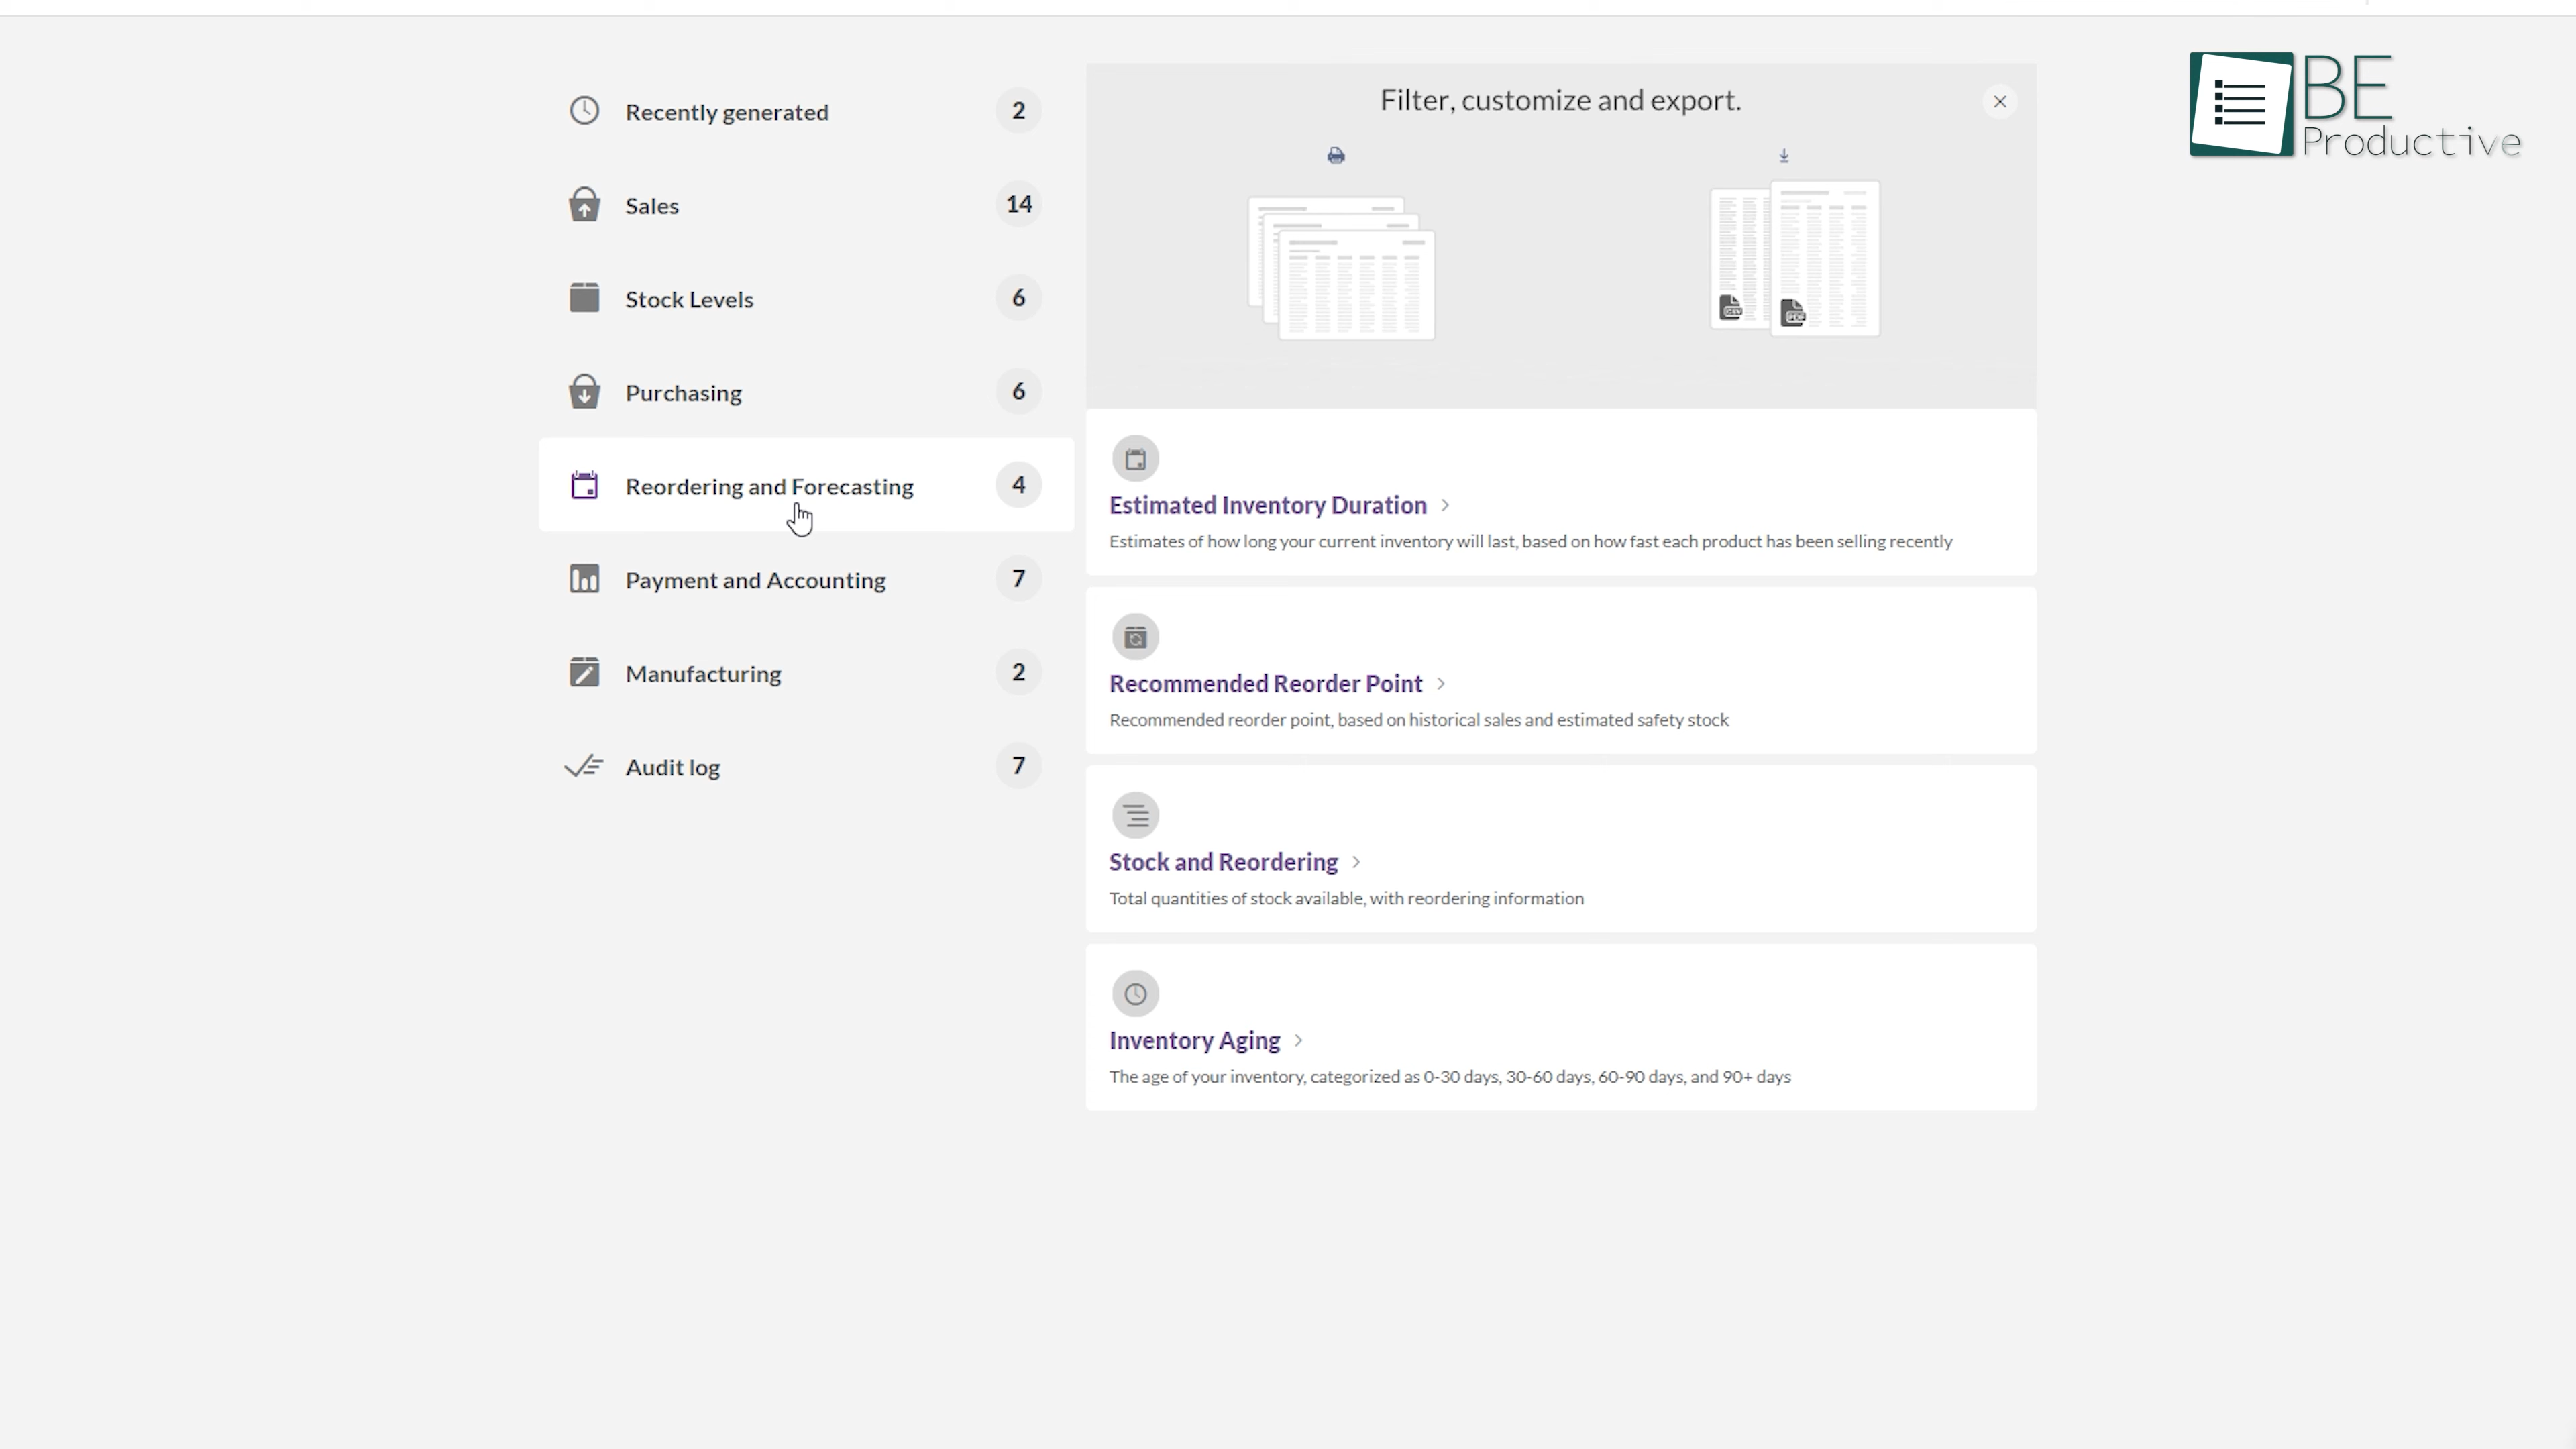 BE
Productive
Recently generated 2
Sales 14
Stock Levels 6
Purchasing 6
Reordering and Forecasting 4
Payment and Accounting 7
Manufacturing 2
Audit log 7
Filter, customize and export.
CSV
PDF
Estimated Inventory Duration
Estimates of how long your current inventory will last, based on how fast each product has been selling recently
Recommended Reorder Point
Recommended reorder point, based on historical sales and estimated safety stock
Stock and Reordering
Total quantities of stock available, with reordering information
Inventory Aging
The age of your inventory, categorized as 0-30 days, 30-60 days, 60-90 days, and 90+ days